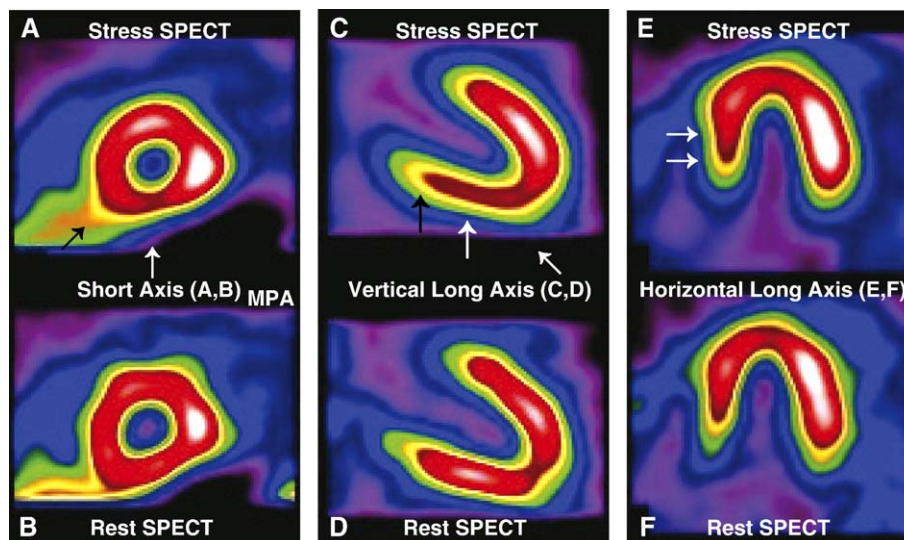 A Stress SPECT
C Stress SPECT
E Stress SPECT
Short Axis (A,B)
MPA
Vertical Long Axis (C,D)
Horizontal Long Axis (E,F)
B Rest SPECT
D Rest SPECT
F Rest SPECT